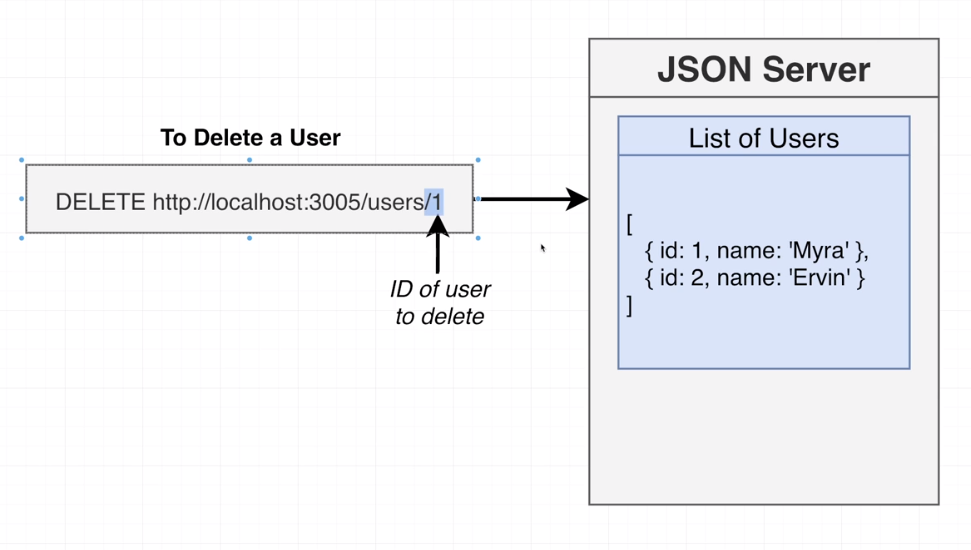 JSON Server
To Delete a User
List of Users
DELETE http://localhost:3005/users/1
[
{ id: 1, name: 'Myra' },
{ id: 2, name: 'Ervin' }
]
ID of user
to delete